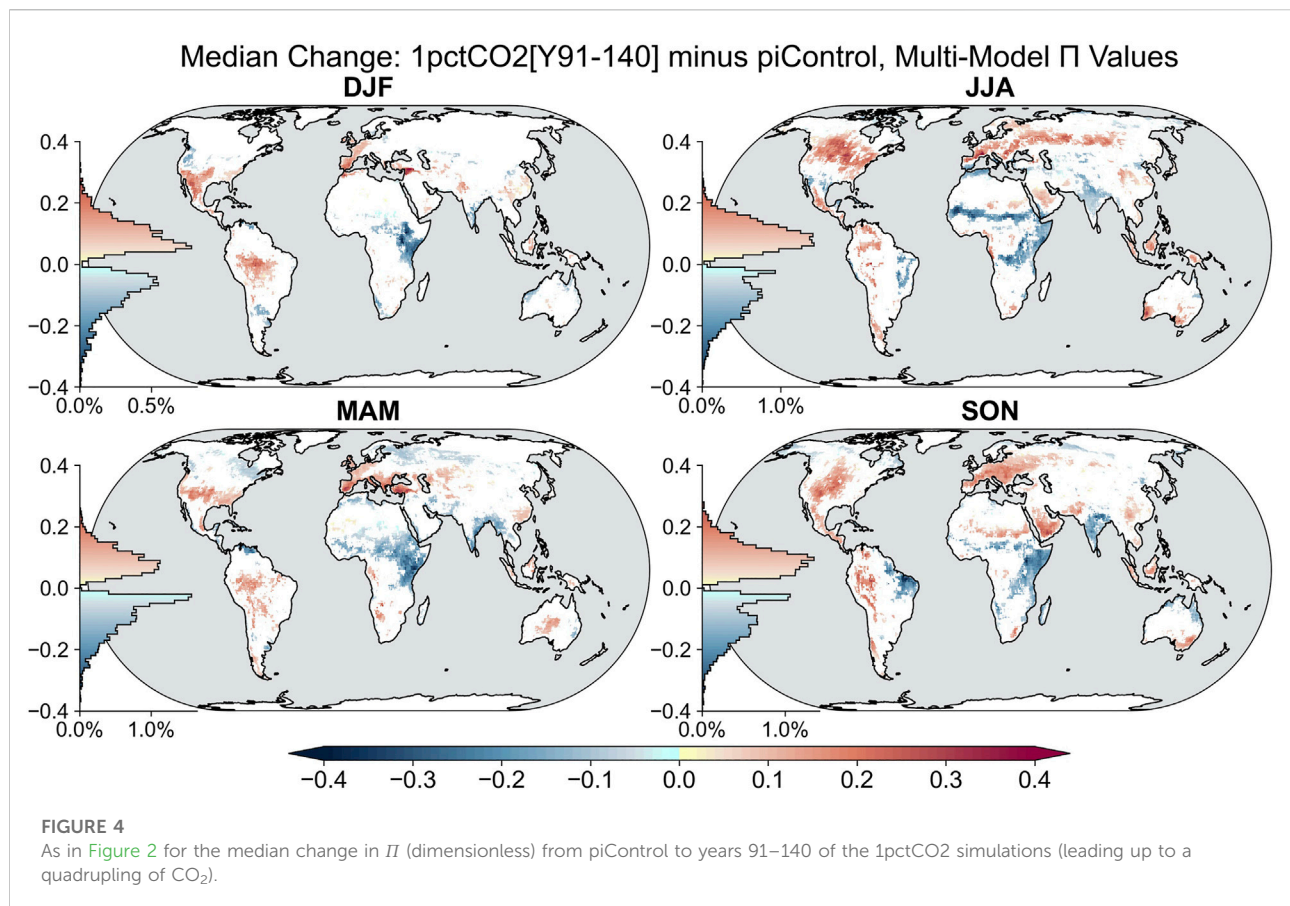 Median Change: 1pctCO2[Y91-140] minus piControl, Multi-Model Π Values
DJF
JJA
0.4
0.2
0.0
−0.2
−0.4
0.0% 0.5%
0.4
0.2
0.0
−0.2
−0.4
0.0% 1.0%
MAM
SON
0.4
0.2
0.0
−0.2
−0.4
0.0% 1.0%
0.4
0.2
0.0
−0.2
−0.4
0.0% 1.0%
−0.4 −0.3 −0.2 −0.1 0.0 0.1 0.2 0.3 0.4
FIGURE 4
As in Figure 2 for the median change in Π (dimensionless) from piControl to years 91–140 of the 1pctCO2 simulations (leading up to a
quadrupling of CO₂).